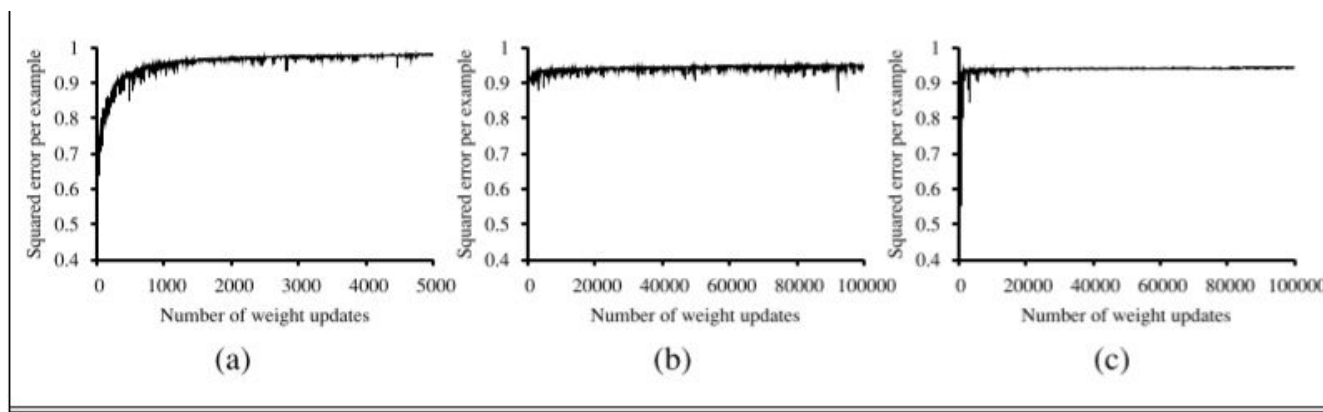 Squared error per example
1
0.9
0.8
0.7
0.6
0.5
0.4
0 1000 2000 3000 4000 5000
Number of weight updates
(a)
Squared error per example
1
0.9
0.8
0.7
0.6
0.5
0.4
0 20000 40000 60000 80000 100000
Number of weight updates
(b)
Squared error per example
1
0.9
0.8
0.7
0.6
0.5
0.4
0 20000 40000 60000 80000 100000
Number of weight updates
(c)